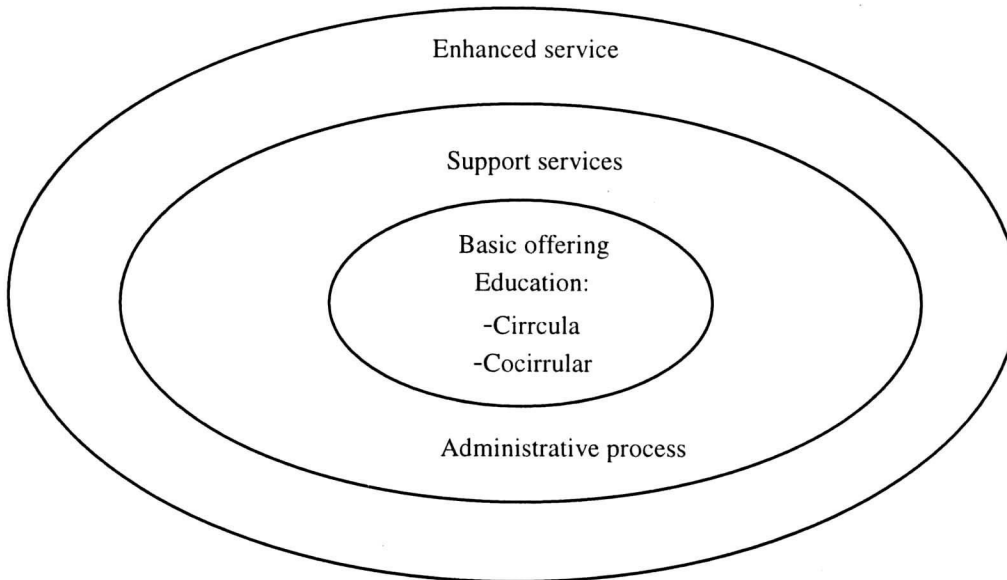 Enhanced service
Support services
Basic offering
Education:
-Cirrcula
-Cocirrular
Administrative process